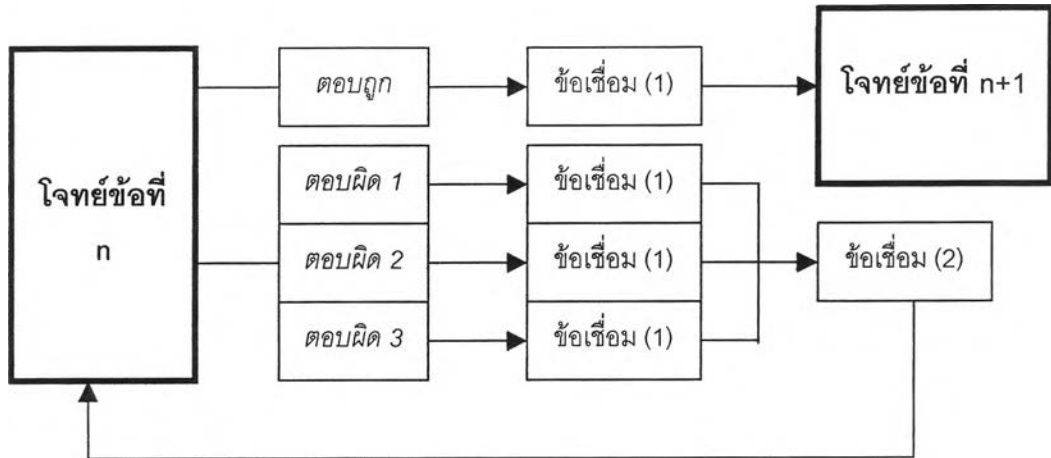 ตอบถูก
ข้อเชื่อม (1)
โจทย์ข้อที่ n+1
โจทย์ข้อที่
n
ตอบผิด 1
ข้อเชื่อม (1)
ตอบผิด 2
ข้อเชื่อม (1)
ข้อเชื่อม (2)
ตอบผิด 3
ข้อเชื่อม (1)